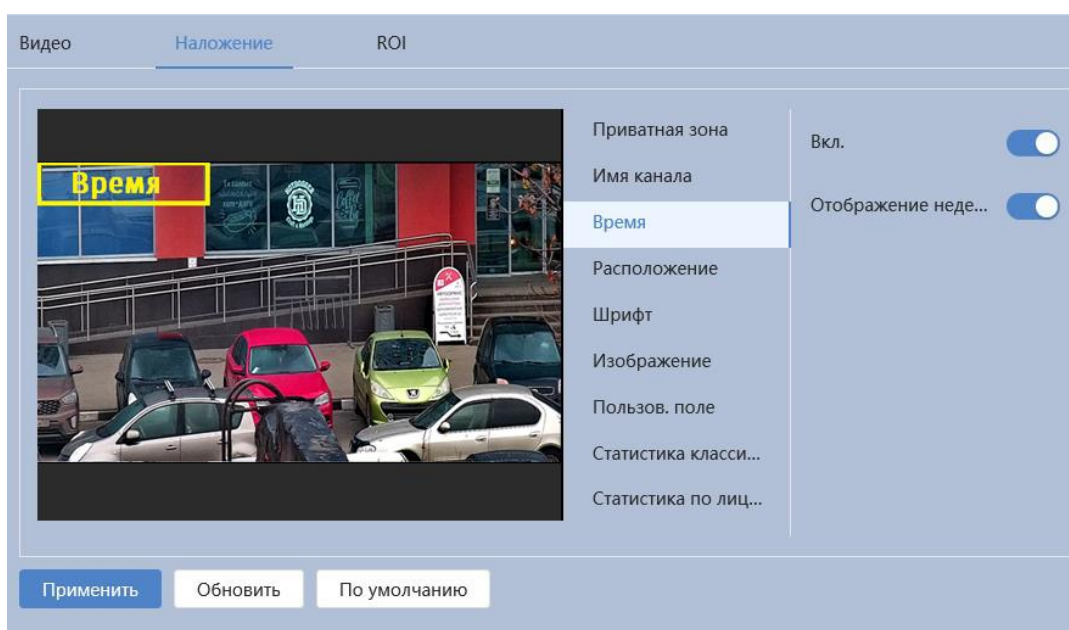 Видео Наложение ROI
Время
Приватная зона
Имя канала
Время
Расположение
Шрифт
Изображение
Пользов. поле
Статистика класси...
Статистика по лиц...
Вкл.
Отображение неде...
Применить Обновить По умолчанию